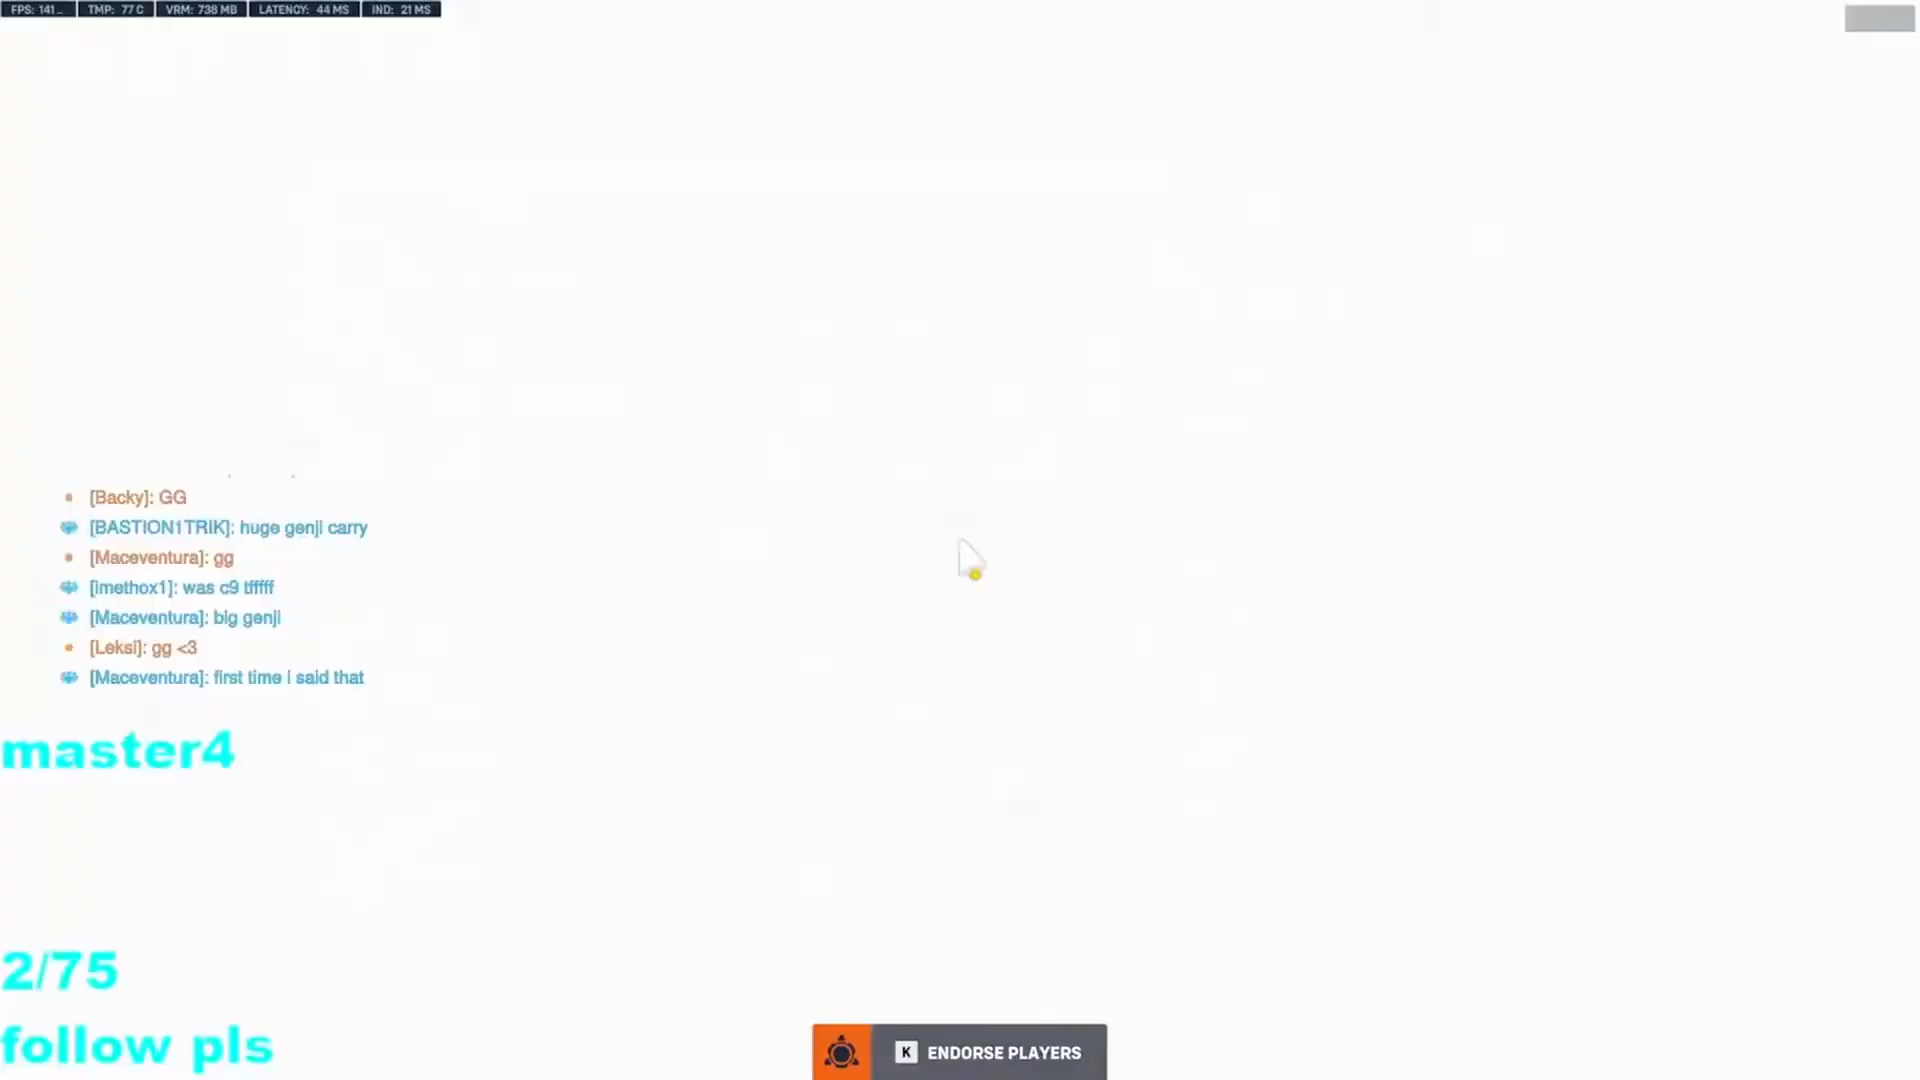 FPS: 141... TMP: 77 C VRM: 738 MB LATENCY: 44 MS IND: 21 MS
[Backy]: GG
[BASTION1TRIK]: huge genji carry
[Maceventura]: gg
[imethox1]: was c9 tfffff
[Maceventura]: big genji
[Leksi]: gg <3
[Maceventura]: first time i said that
master4
2/75
follow pls
K ENDORSE PLAYERS